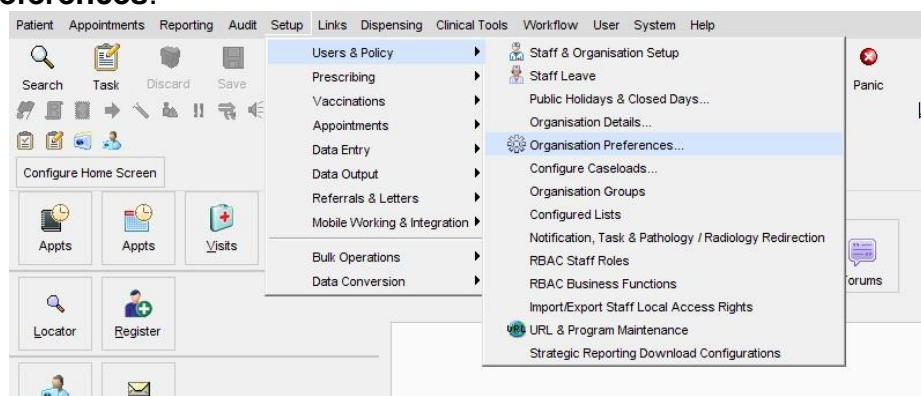 eferences.
Patient Appointments Reporting Audit Setup Links Dispensing Clinical Tools Workflow User System Help
Search Task Discard Save
Panic
Configure Home Screen
Appts Appts Visits
Locator Register
Users & Policy
Prescribing
Vaccinations
Appointments
Data Entry
Data Output
Referrals & Letters
Mobile Working & Integration
Bulk Operations
Data Conversion
Staff & Organisation Setup
Staff Leave
Public Holidays & Closed Days...
Organisation Details...
Organisation Preferences...
Configure Caseloads...
Organisation Groups
Configured Lists
Notification, Task & Pathology / Radiology Redirection
RBAC Staff Roles
RBAC Business Functions
Import/Export Staff Local Access Rights
URL & Program Maintenance
Strategic Reporting Download Configurations
orums